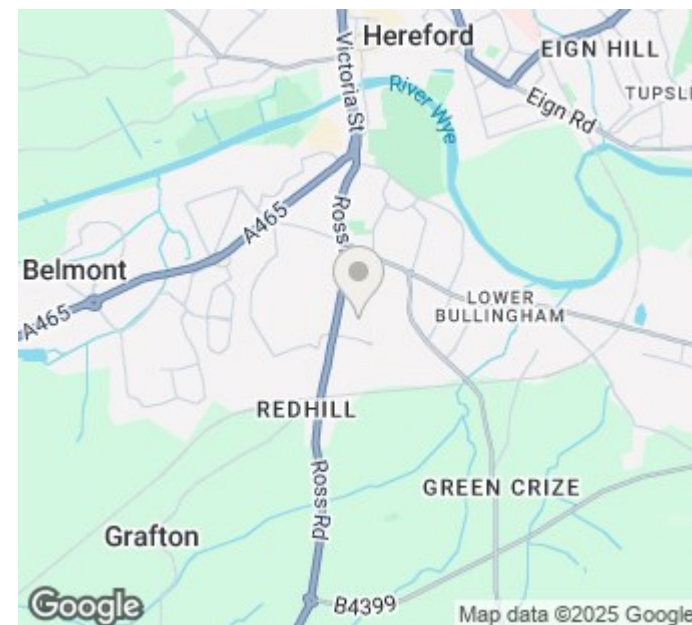 Hereford
EIGN HILL
Victoria St
River Wye
Eign Rd
TUPSLE
A465
Ross
Belmont
A465
LOWER
BULLINGHAM
REDHILL
Ross Rd
GREEN CRIZE
Grafton
B4399
Google
Map data ©2025 Google